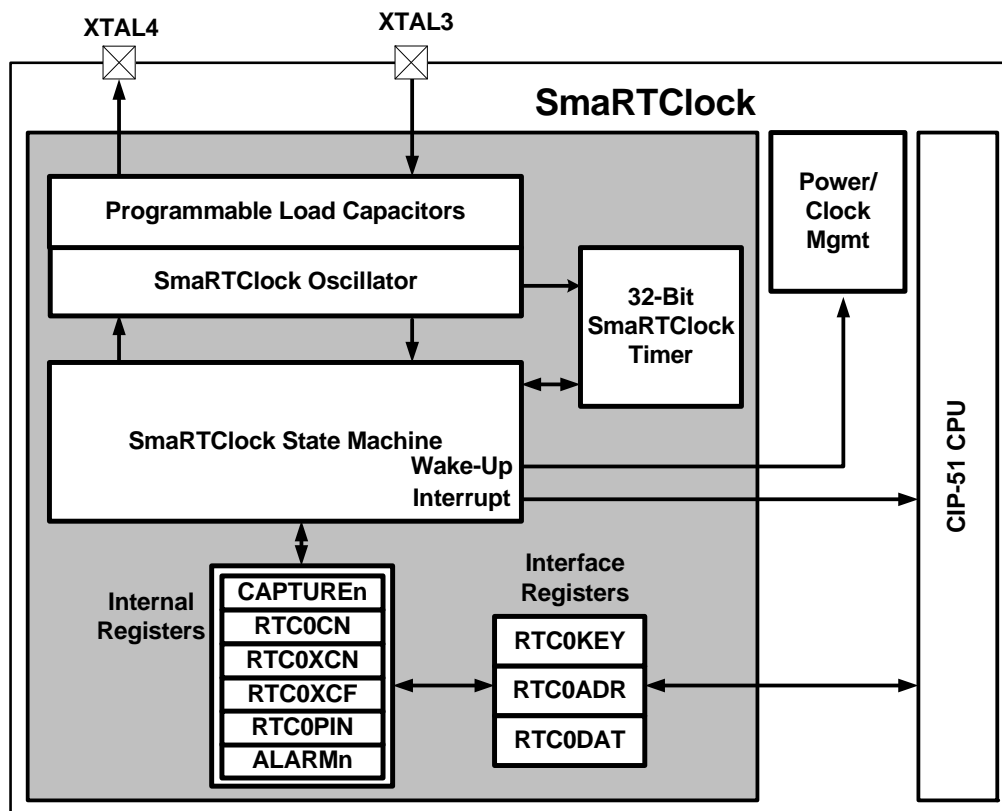 XTAL4
XTAL3
SmaRTClock
Programmable Load Capacitors
SmaRTClock Oscillator
32-Bit
SmaRTClock
Timer
Power/
Clock
Mgmt
CIP-51 CPU
SmaRTClock State Machine
Wake-Up
Interrupt
Internal
Registers
CAPTUREn
RTC0CN
RTC0XCN
RTC0XCF
RTC0PIN
ALARMn
Interface
Registers
RTC0KEY
RTC0ADR
RTC0DAT